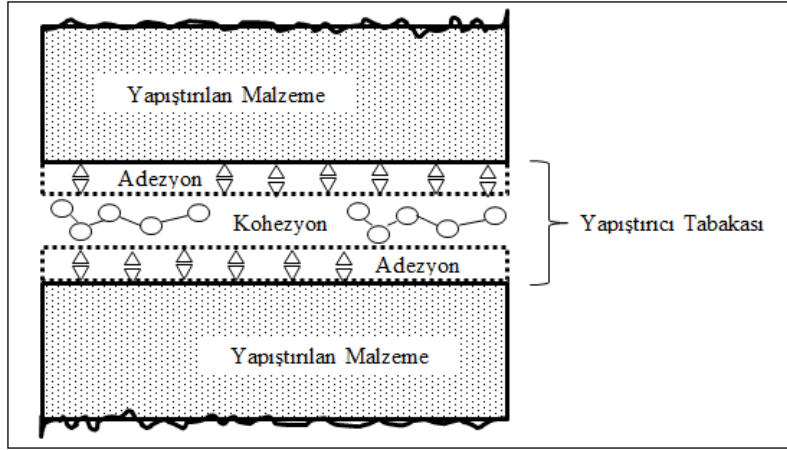 Yapıştırılan Malzeme
Adezyon
Kohezyon
Yapıştırıcı Tabakası
Adezyon
Yapıştırılan Malzeme